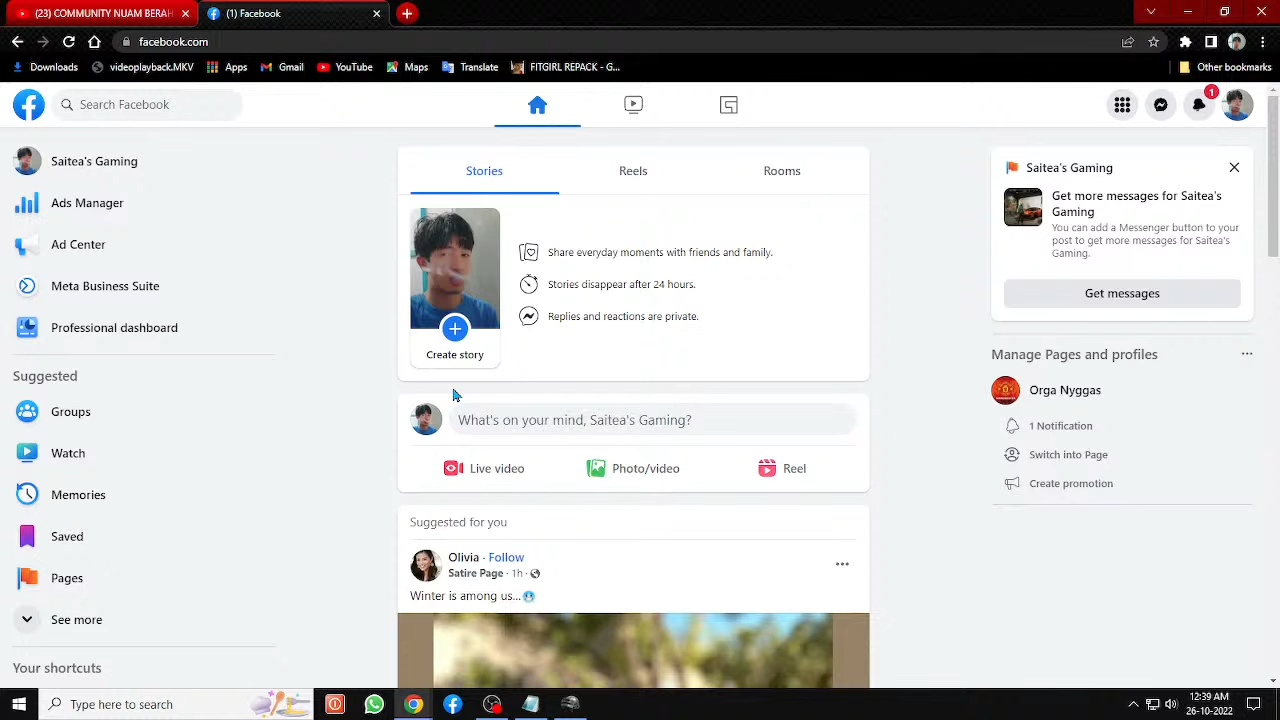 (23) COMMUNITY NUAM BERAH
(1) Facebook
facebook.com
Downloads
videoplayback.MKV
Apps
Gmail
YouTube
Maps
Translate
FITGIRL REPACK - G...
Other bookmarks
Search Facebook
1
Saitea's Gaming
Ads Manager
Ad Center
Meta Business Suite
Professional dashboard
Suggested
Groups
Watch
Memories
Saved
Pages
See more
Your shortcuts
Stories
Reels
Rooms
Share everyday moments with friends and family.
Stories disappear after 24 hours.
Replies and reactions are private.
Create story
What's on your mind, Saitea's Gaming?
Live video
Photo/video
Reel
Suggested for you
Olivia · Follow
Satire Page · 1h ·
Winter is among us...🥶
Saitea's Gaming
Get more messages for Saitea's
Gaming
You can add a Messenger button to your
post to get more messages for Saitea's
Gaming.
Get messages
Manage Pages and profiles
Orga Nyggas
1 Notification
Switch into Page
Create promotion
Type here to search
12:39 AM
26-10-2022